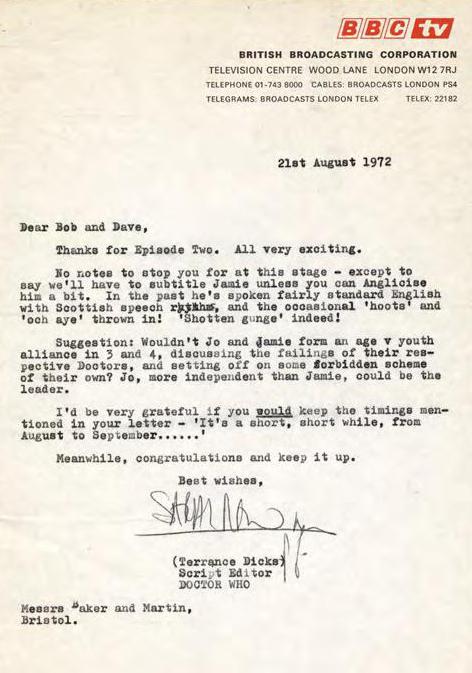 BBC tv
BRITISH BROADCASTING CORPORATION
TELEVISION CENTRE WOOD LANE LONDON W12 7RJ
TELEPHONE 01-743 8000 CABLES: BROADCASTS LONDON PS4
TELEGRAMS: BROADCASTS LONDON TELEX TELEX: 22182
21st August 1972
Dear Bob and Dave,
Thanks for Episode Two. All very exciting.
No notes to stop you for at this stage - except to
say we'll have to subtitle Jamie unless you can Anglicise
him a bit. In the past he's spoken fairly standard English
with Scottish speech and the occasional 'hoots' and
'och aye' thrown in! 'Shotten gunge' indeed!
Suggestion: Wouldn't Jo and Jamie form an age v youth
alliance in 3 and 4, discussing the failings of their res-
pective Doctors, and setting off on some forbidden scheme
of their own? Jo, more independent than Jamie, could be the
leader.
I'd be very grateful if you would keep the timings men-
tioned in your letter - 'It's a short, short while, from
August to September......'
Meanwhile, congratulations and keep it up.
Best wishes,
(Terrance Dicks)
Script Editor
DOCTOR WHO
Messrs Baker and Martin,
Bristol.